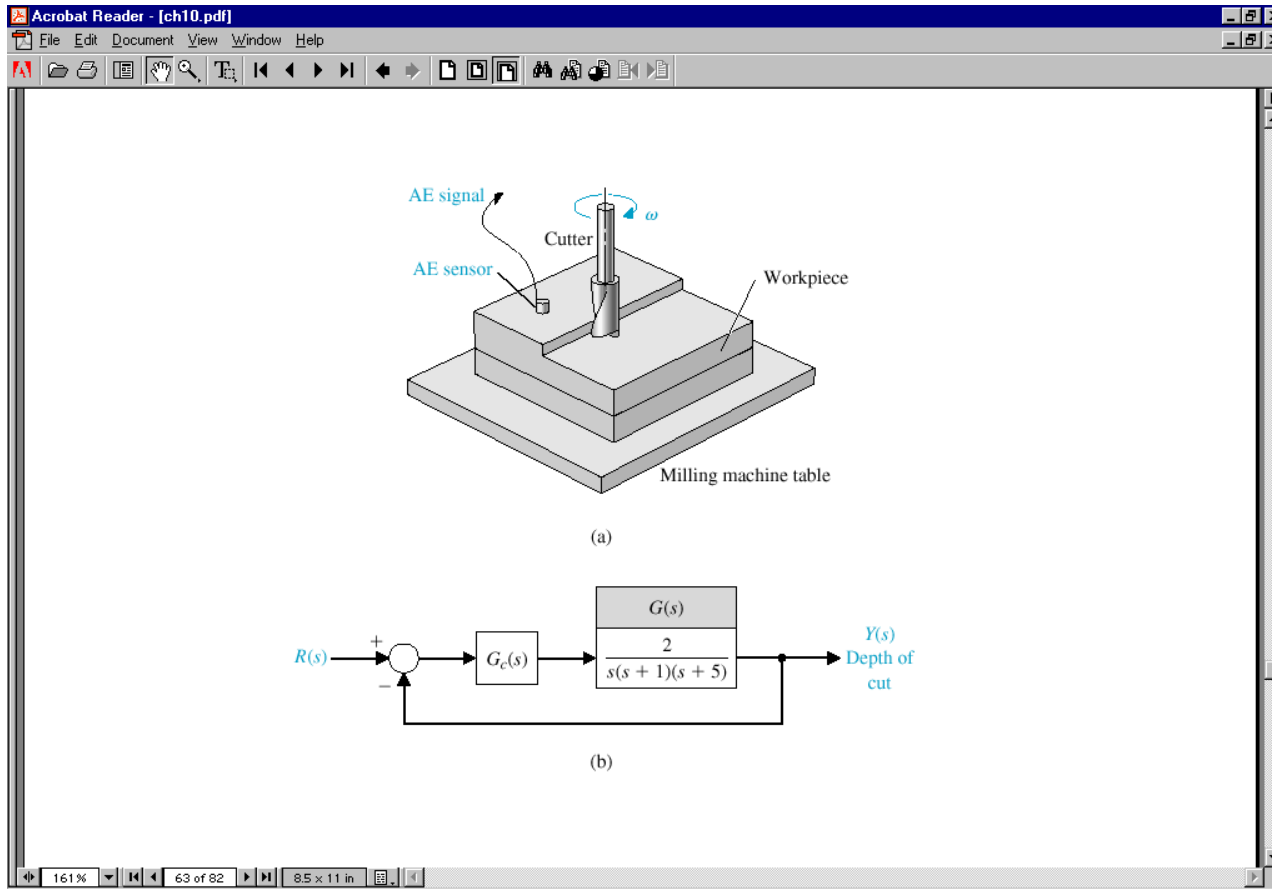 Acrobat Reader - [ch10.pdf]
File Edit Document View Window Help
AE signal
ω
Cutter
AE sensor
Workpiece
Milling machine table
(a)
G(s)
Y(s)
+
2
R(s)
Gc(s)
Depth of
s(s + 1)(s + 5)
cut
−
(b)
161% 63 of 82 8.5 × 11 in